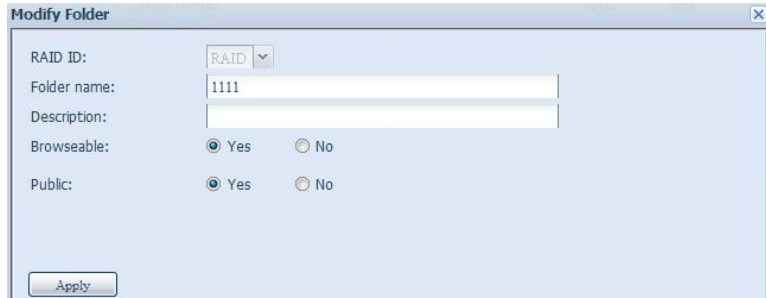 Modify Folder
RAID ID: RAID
Folder name: 1111
Description:
Browseable: Yes No
Public: Yes No
Apply